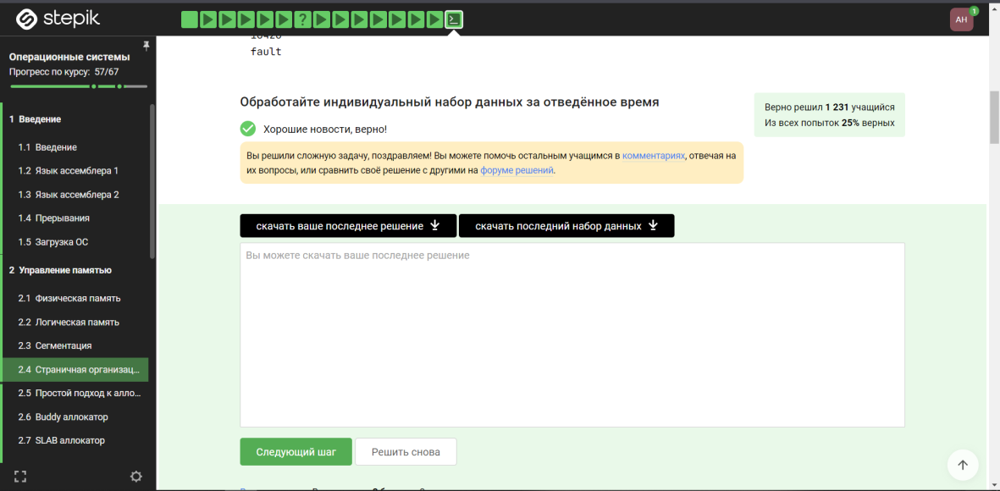 stepik
АН
1
Операционные системы
Прогресс по курсу: 57/67
1 Введение
1.1 Введение
1.2 Язык ассемблера 1
1.3 Язык ассемблера 2
1.4 Прерывания
1.5 Загрузка ОС
2 Управление памятью
2.1 Физическая память
2.2 Логическая память
2.3 Сегментация
2.4 Страничная организац...
2.5 Простой подход к алло...
2.6 Buddy аллокатор
2.7 SLAB аллокатор
?
fault
Обработайте индивидуальный набор данных за отведённое время
Хорошие новости, верно!
Верно решил 1 231 учащийся
Из всех попыток 25% верных
Вы решили сложную задачу, поздравляем! Вы можете помочь остальным учащимся в комментариях, отвечая на
их вопросы, или сравнить своё решение с другими на форуме решений.
скачать ваше последнее решение
скачать последний набор данных
Вы можете скачать ваше последнее решение
Следующий шаг
Решить снова